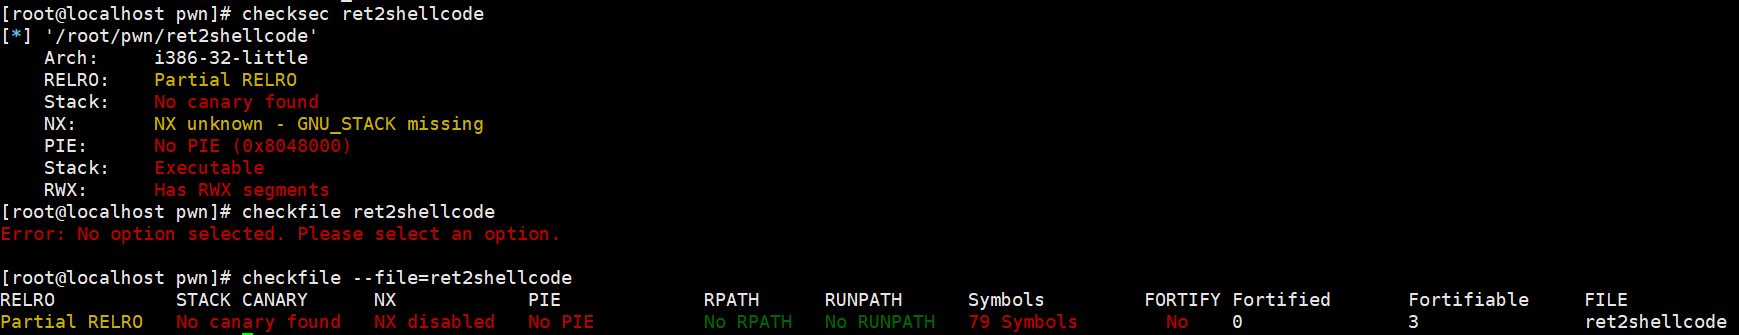 [root@localhost pwn]# checksec ret2shellcode
[*] '/root/pwn/ret2shellcode'
    Arch:     i386-32-little
    RELRO:    Partial RELRO
    Stack:    No canary found
    NX:       NX unknown - GNU_STACK missing
    PIE:      No PIE (0x8048000)
    Stack:    Executable
    RWX:      Has RWX segments
[root@localhost pwn]# checkfile ret2shellcode
Error: No option selected. Please select an option.

[root@localhost pwn]# checkfile --file=ret2shellcode
RELRO           STACK CANARY      NX            PIE             RPATH      RUNPATH      Symbols         FORTIFY Fortified       Fortifiable     FILE
Partial RELRO   No canary found   NX disabled   No PIE          No RPATH   No RUNPATH   79 Symbols        No    0               3               ret2shellcode